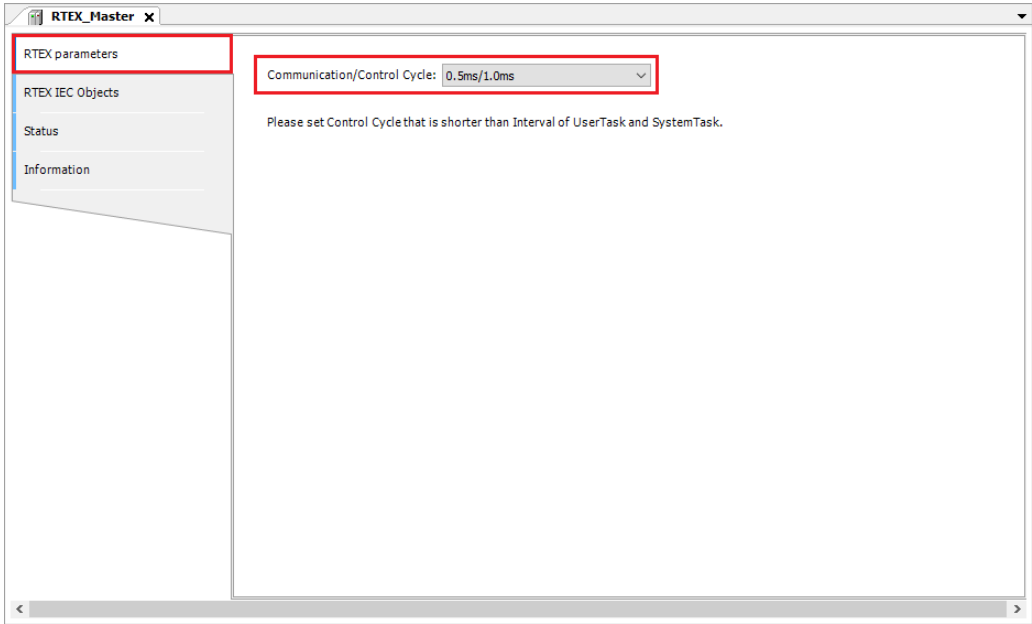 RTEX_Master
RTEX parameters
RTEX IEC Objects
Status
Information
Communication/Control Cycle: 0.5ms/1.0ms
Please set Control Cycle that is shorter than Interval of UserTask and SystemTask.